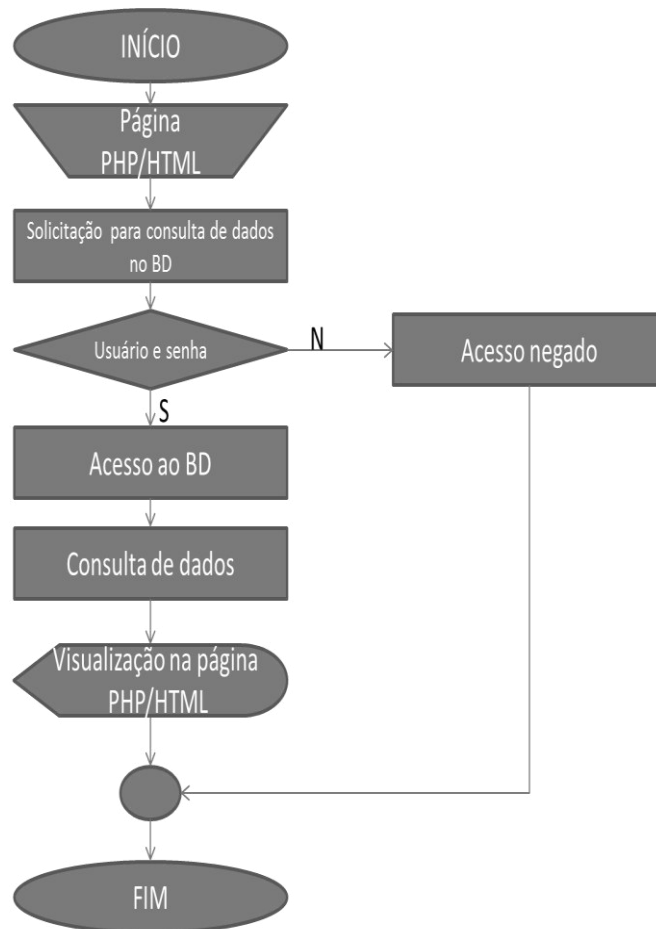 INÍCIO
Página
PHP/HTML
Solicitação para consulta de dados
no BD
Usuário e senha
N
Acesso negado
S
Acesso ao BD
Consulta de dados
Visualização na página
PHP/HTML
FIM